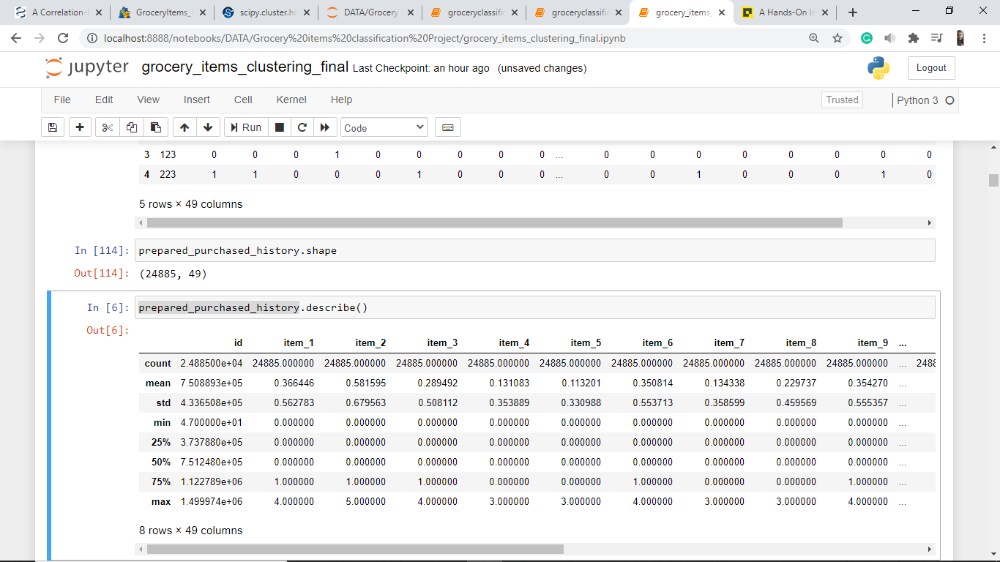 A Correlation-
GroceryItems_
scipy.cluster.hi
DATA/Grocery
groceryclassific
groceryclassific
grocery_items_
A Hands-On In
localhost:8888/notebooks/DATA/Grocery%20items%20classification%20Project/grocery_items_clustering_final.ipynb
jupyter grocery_items_clustering_final Last Checkpoint: an hour ago (unsaved changes)
Logout
File Edit View Insert Cell Kernel Help
Trusted Python 3
Run Code
3 123 0 0 0 1 0 0 0 0 0 ... 0 0 0 0 0 0 0 0
4 223 1 1 0 0 0 1 0 0 0 ... 0 0 1 0 0 0 1 0
5 rows × 49 columns
In [114]: prepared_purchased_history.shape
Out[114]: (24885, 49)
In [6]: prepared_purchased_history.describe()
Out[6]:
id item_1 item_2 item_3 item_4 item_5 item_6 item_7 item_8 item_9 ...
count 2.488500e+04 24885.000000 24885.000000 24885.000000 24885.000000 24885.000000 24885.000000 24885.000000 24885.000000 24885.000000 ... 2488
mean 7.508893e+05 0.366446 0.581595 0.289492 0.131083 0.113201 0.350814 0.134338 0.229737 0.354270 ...
std 4.336508e+05 0.562783 0.679563 0.508112 0.353889 0.330988 0.553713 0.358599 0.459569 0.555357 ...
min 4.700000e+01 0.000000 0.000000 0.000000 0.000000 0.000000 0.000000 0.000000 0.000000 0.000000 ...
25% 3.737880e+05 0.000000 0.000000 0.000000 0.000000 0.000000 0.000000 0.000000 0.000000 0.000000 ...
50% 7.512480e+05 0.000000 0.000000 0.000000 0.000000 0.000000 0.000000 0.000000 0.000000 0.000000 ...
75% 1.122789e+06 1.000000 1.000000 1.000000 0.000000 0.000000 1.000000 0.000000 0.000000 1.000000 ...
max 1.499974e+06 4.000000 5.000000 4.000000 3.000000 3.000000 4.000000 3.000000 3.000000 4.000000 ...
8 rows × 49 columns